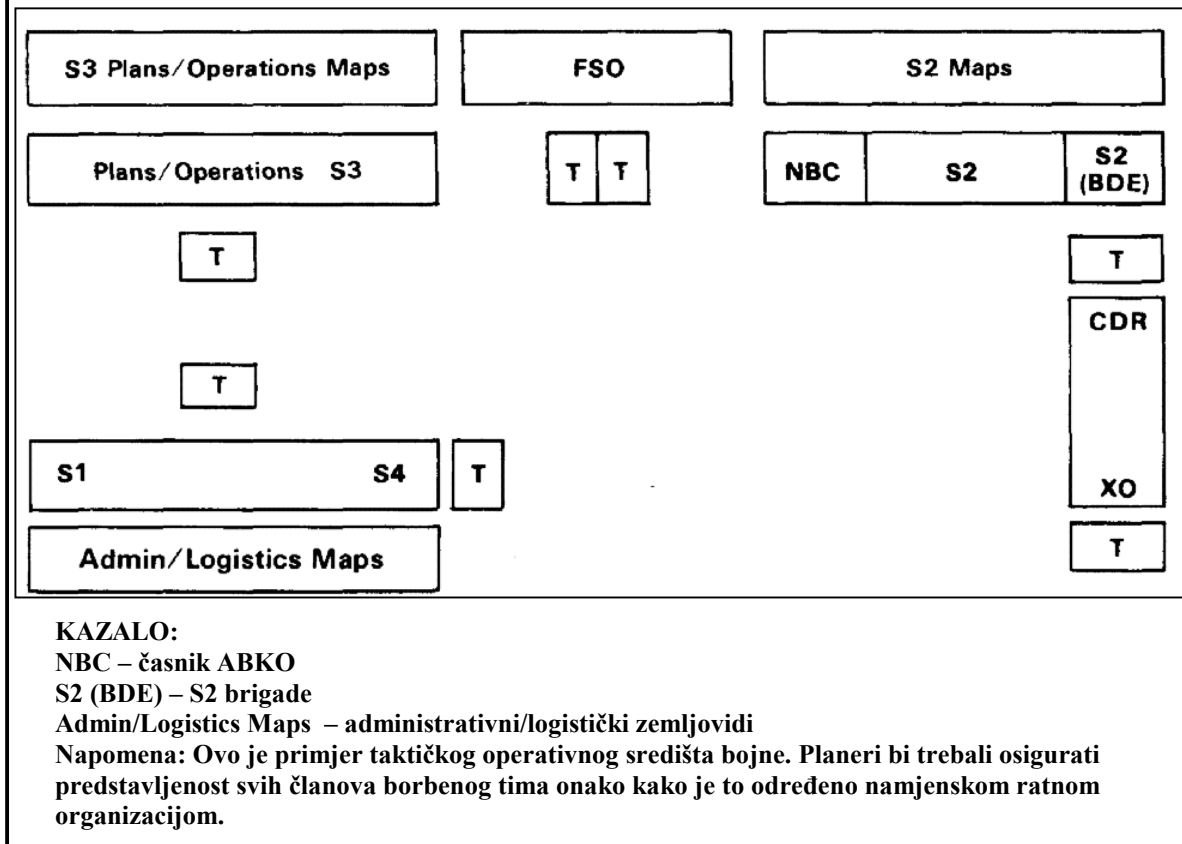 S3 Plans/Operations Maps
FSO
S2 Maps
Plans/Operations S3
T T
NBC
S2
S2
(BDE)
T
T
CDR
T
S1 S4
T
XO
Admin/Logistics Maps
T
KAZALO:
NBC – časnik ABKO
S2 (BDE) – S2 brigade
Admin/Logistics Maps – administrativni/logistički zemljovidi
Napomena: Ovo je primjer taktičkog operativnog središta bojne. Planeri bi trebali osigurati
predstavljenost svih članova borbenog tima onako kako je to određeno namjenskom ratnom
organizacijom.